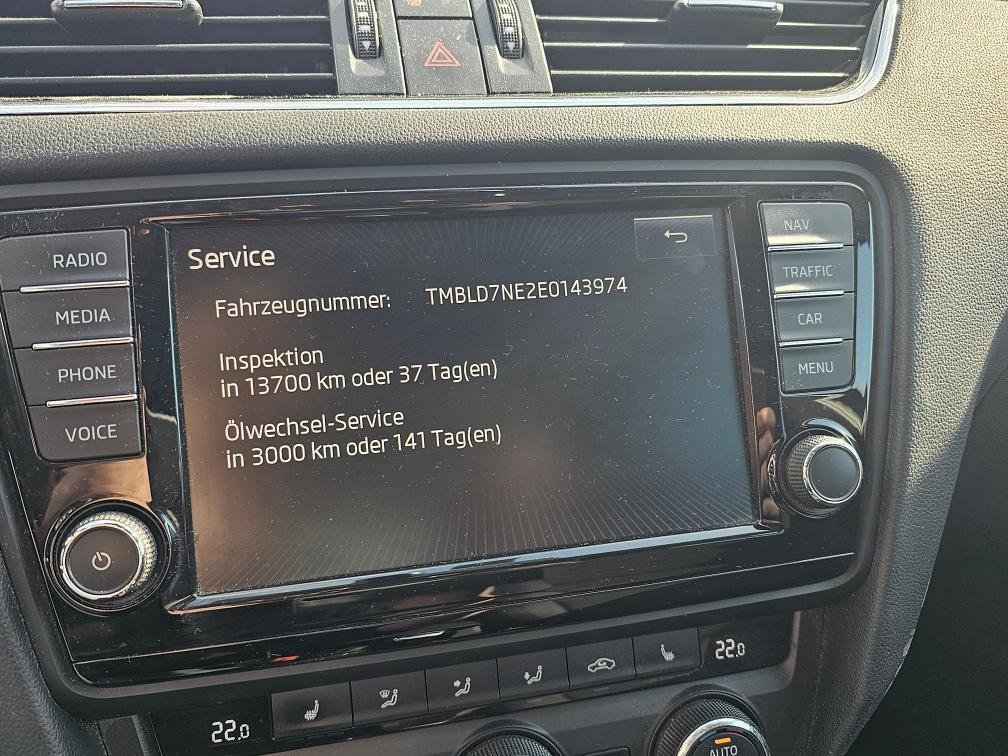 Service
Fahrzeugnummer: TMBLD7NE2E0143974
Inspektion
in 13700 km oder 37 Tag(en)
Ölwechsel-Service
in 3000 km oder 141 Tag(en)
RADIO
MEDIA
PHONE
VOICE
NAV
TRAFFIC
CAR
MENU
22.0
22.0
AUTO